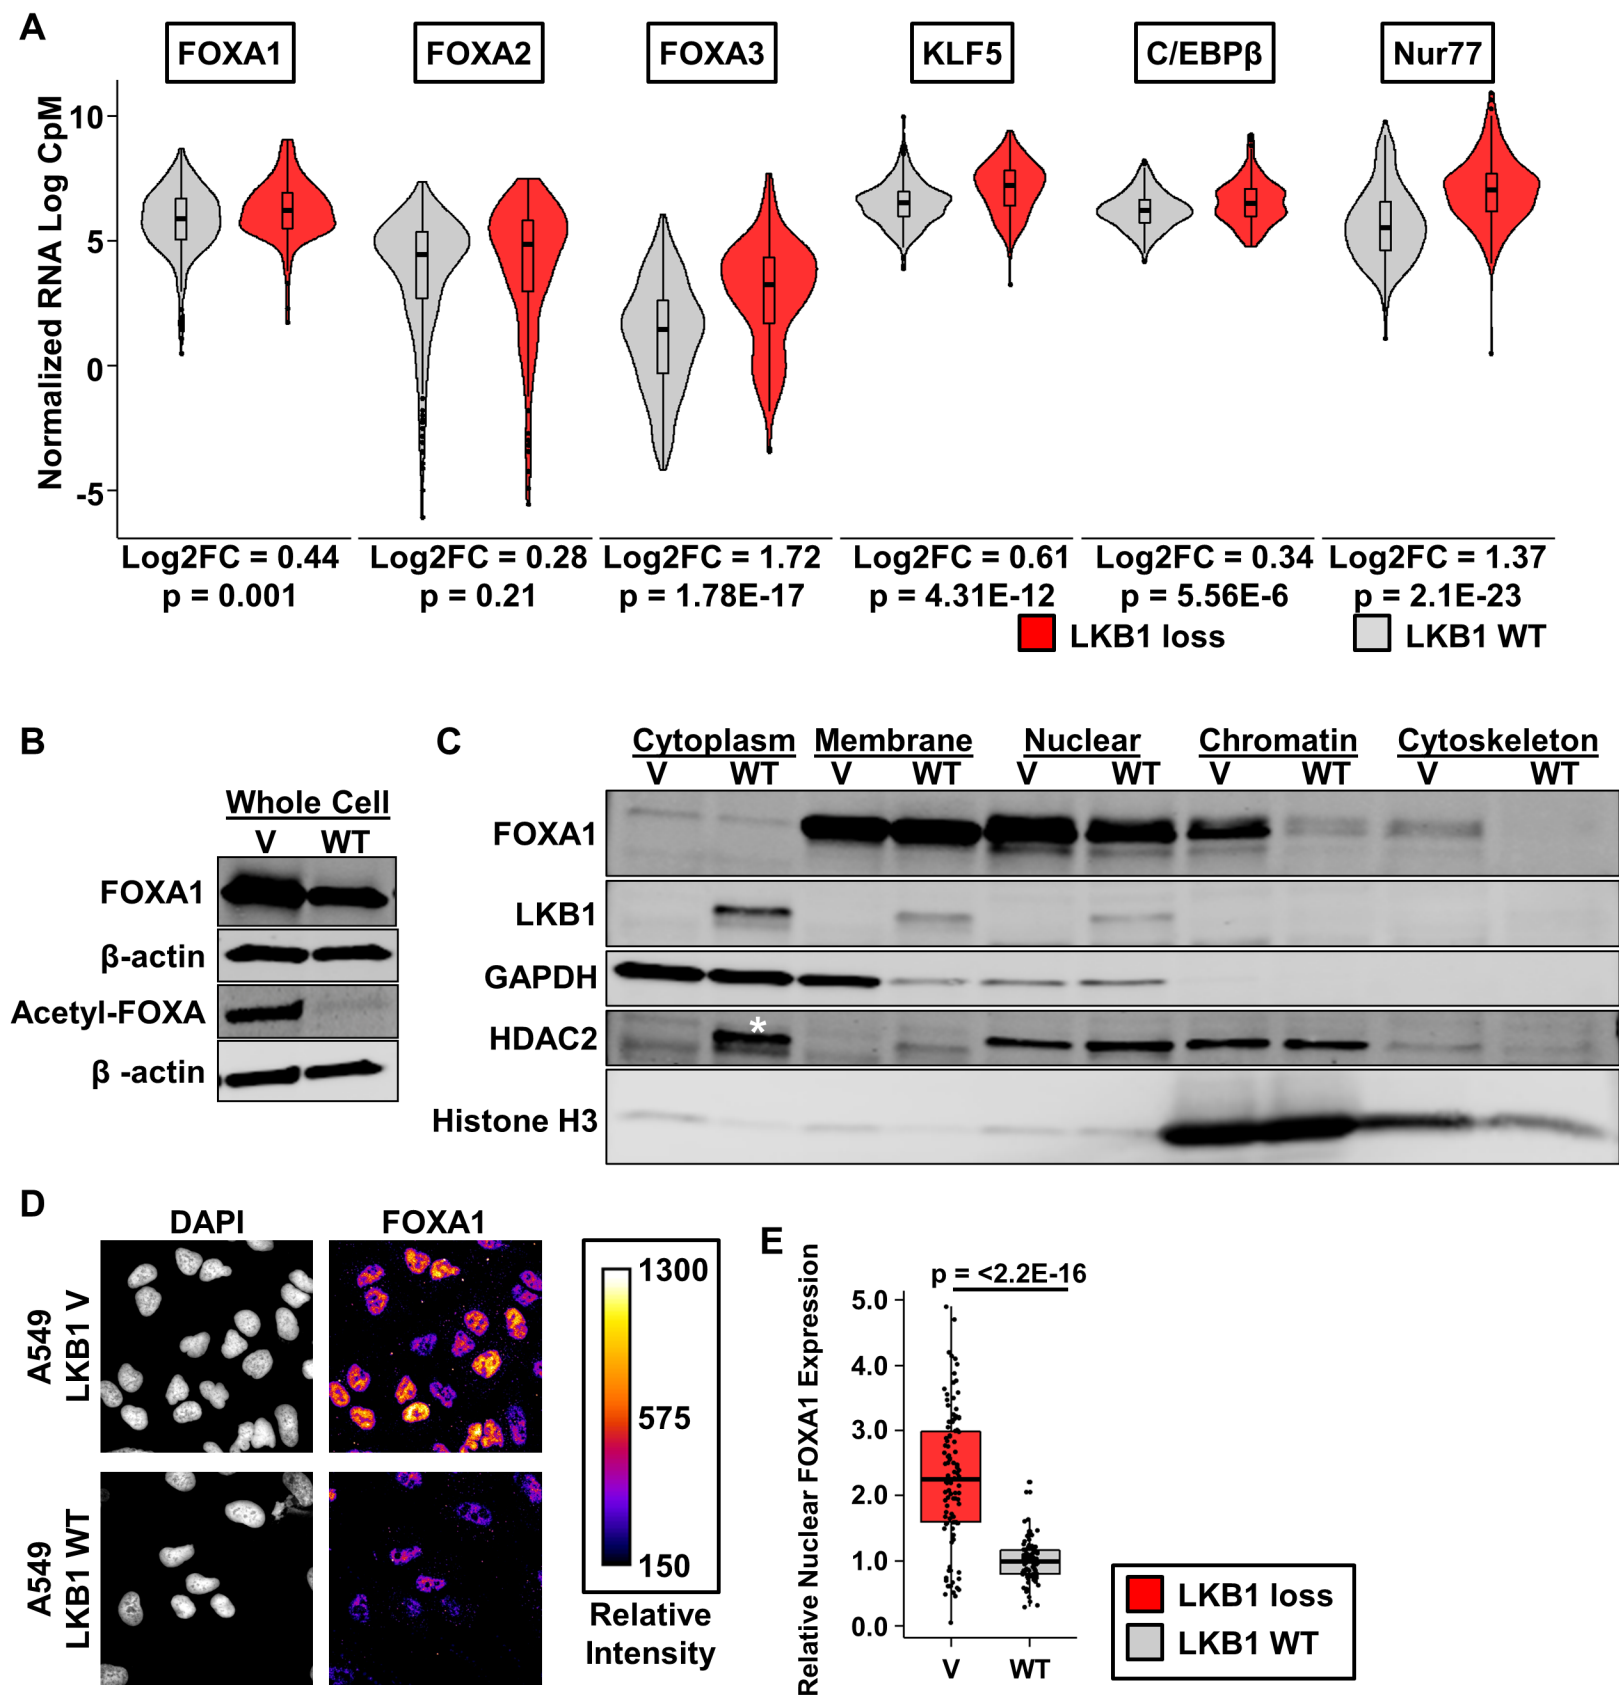 A
FOXA1 FOXA2 FOXA3 KLF5 C/EBPβ Nur77
Normalized RNA Log CpM
10
5
0
-5
Log2FC = 0.44 Log2FC = 0.28 Log2FC = 1.72 Log2FC = 0.61 Log2FC = 0.34 Log2FC = 1.37
p = 0.001 p = 0.21 p = 1.78E-17 p = 4.31E-12 p = 5.56E-6 p = 2.1E-23
LKB1 loss LKB1 WT
B
Whole Cell
V WT
FOXA1
β-actin
Acetyl-FOXA
β -actin
C
Cytoplasm Membrane Nuclear Chromatin Cytoskeleton
V WT V WT V WT V WT V WT
FOXA1
LKB1
GAPDH
HDAC2
*
Histone H3
D
DAPI FOXA1
A549
LKB1 V
A549
LKB1 WT
1300
575
150
Relative
Intensity
E
Relative Nuclear FOXA1 Expression
p = <2.2E-16
5.0
4.0
3.0
2.0
1.0
0.0
V WT
LKB1 loss
LKB1 WT